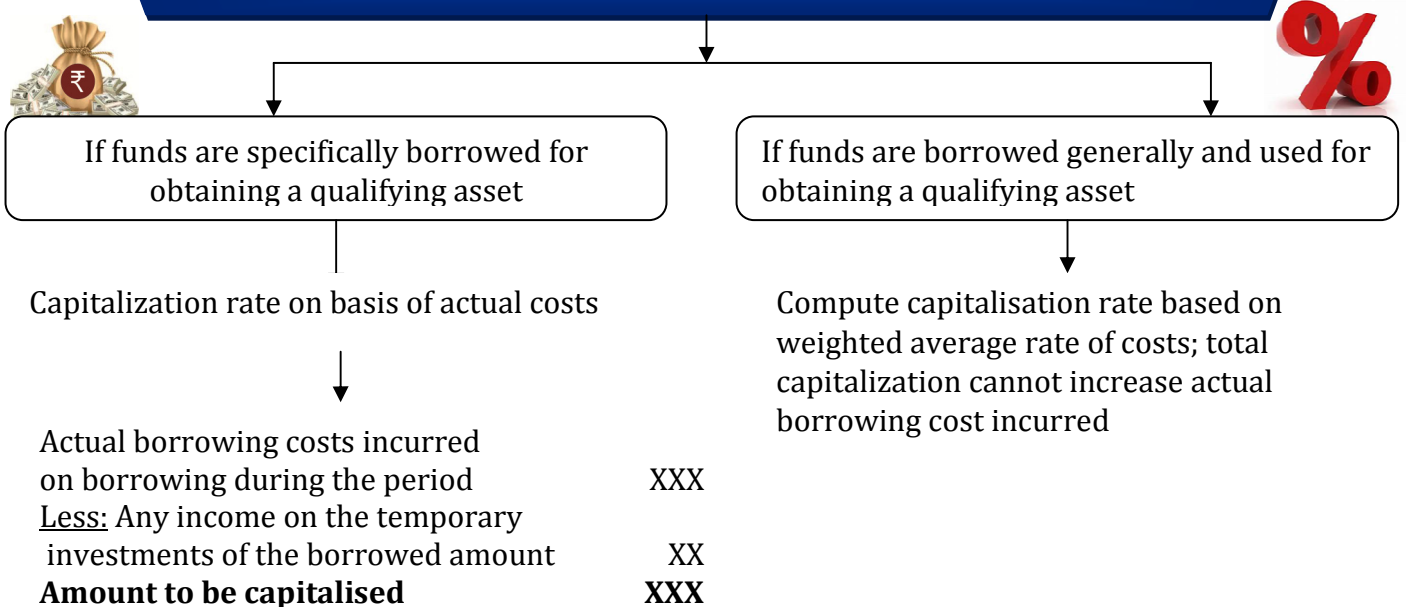 ₹
%
If funds are specifically borrowed for
obtaining a qualifying asset
If funds are borrowed generally and used for
obtaining a qualifying asset
Capitalization rate on basis of actual costs
Compute capitalisation rate based on
weighted average rate of costs; total
capitalization cannot increase actual
borrowing cost incurred
Actual borrowing costs incurred
on borrowing during the period XXX
Less: Any income on the temporary
investments of the borrowed amount XX
Amount to be capitalised XXX